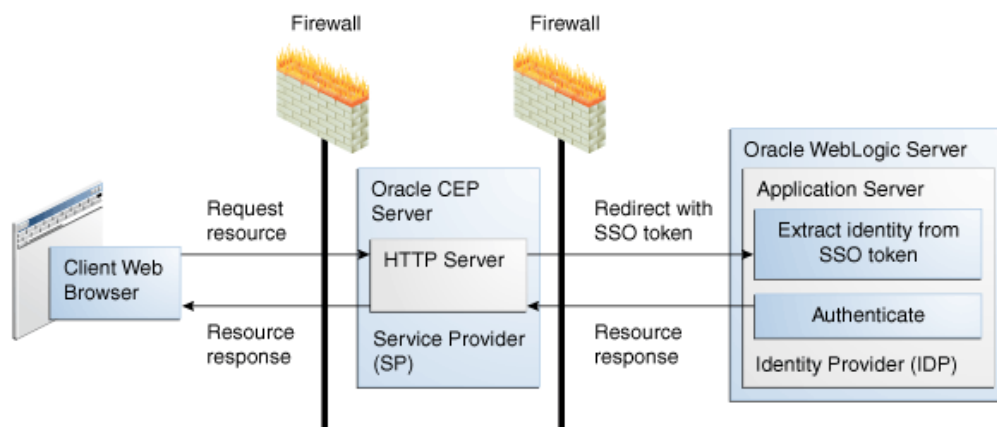 Firewall
Firewall
Oracle WebLogic Server
Oracle CEP
Server
Application Server
Request
resource
Redirect with
SSO token
Extract identity from
SSO token
HTTP Server
Client Web
Browser
Authenticate
Resource
response
Service Provider
(SP)
Resource
response
Identity Provider (IDP)